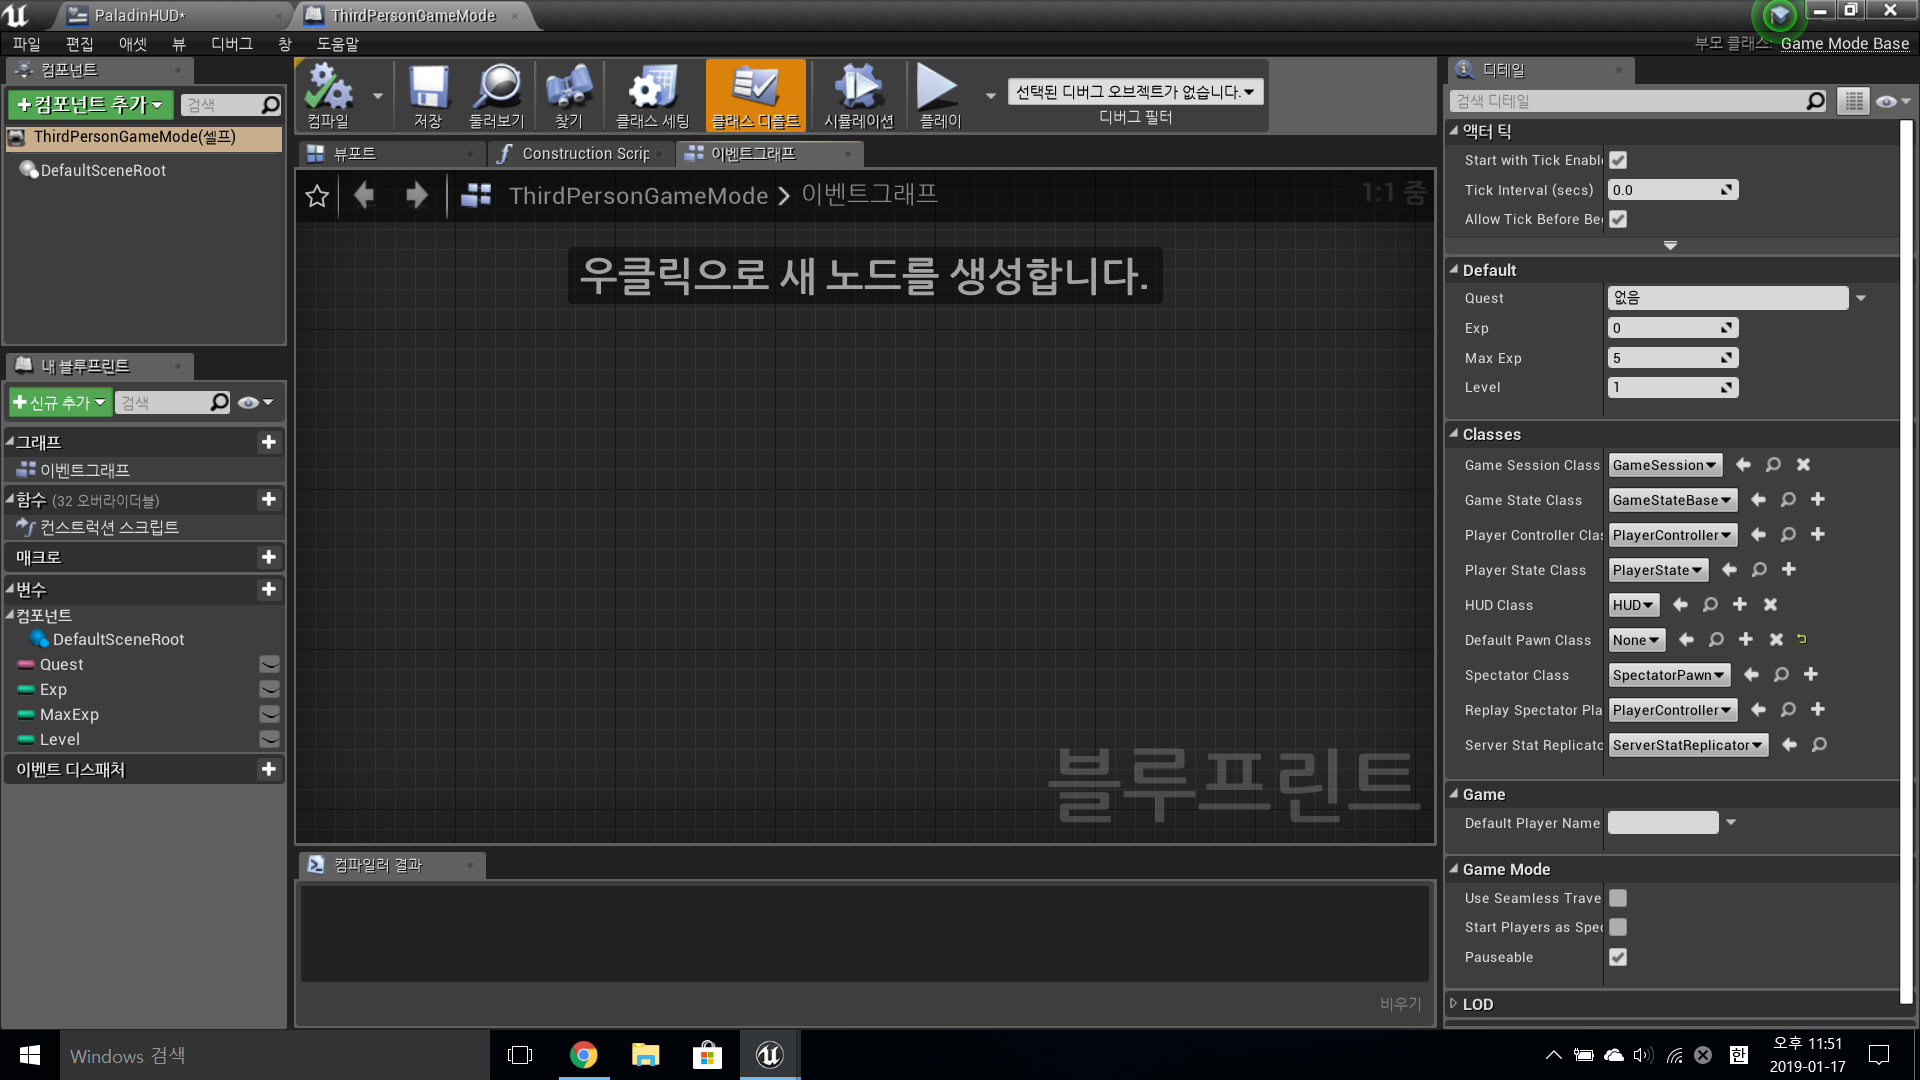 PaladinHUD*
ThirdPersonGameMode
파일 편집 애셋 뷰 디버그 창 도움말
부모 클래스: Game Mode Base
컴포넌트
컴포넌트 추가
검색
ThirdPersonGameMode(셀프)
DefaultSceneRoot
컴파일
저장
둘러보기
찾기
클래스 세팅
클래스 디폴트
시뮬레이션
플레이
선택된 디버그 오브젝트가 없습니다.
디버그 필터
뷰포트
Construction Scrip
이벤트그래프
ThirdPersonGameMode > 이벤트그래프
1:1 줌
우클릭으로 새 노드를 생성합니다.
블루프린트
내 블루프린트
신규 추가
검색
그래프
이벤트그래프
함수 (32 오버라이더블)
컨스트럭션 스크립트
매크로
변수
컴포넌트
DefaultSceneRoot
Quest
Exp
MaxExp
Level
이벤트 디스패처
컴파일러 결과
비우기
디테일
검색 디테일
액터 틱
Start with Tick Enabl
Tick Interval (secs) 0.0
Allow Tick Before Be
Default
Quest 없음
Exp 0
Max Exp 5
Level 1
Classes
Game Session Class GameSession
Game State Class GameStateBase
Player Controller Clas PlayerController
Player State Class PlayerState
HUD Class HUD
Default Pawn Class None
Spectator Class SpectatorPawn
Replay Spectator Pla PlayerController
Server Stat Replicato ServerStatReplicator
Game
Default Player Name
Game Mode
Use Seamless Trave
Start Players as Spec
Pauseable
LOD
Windows 검색
한
오후 11:51
2019-01-17